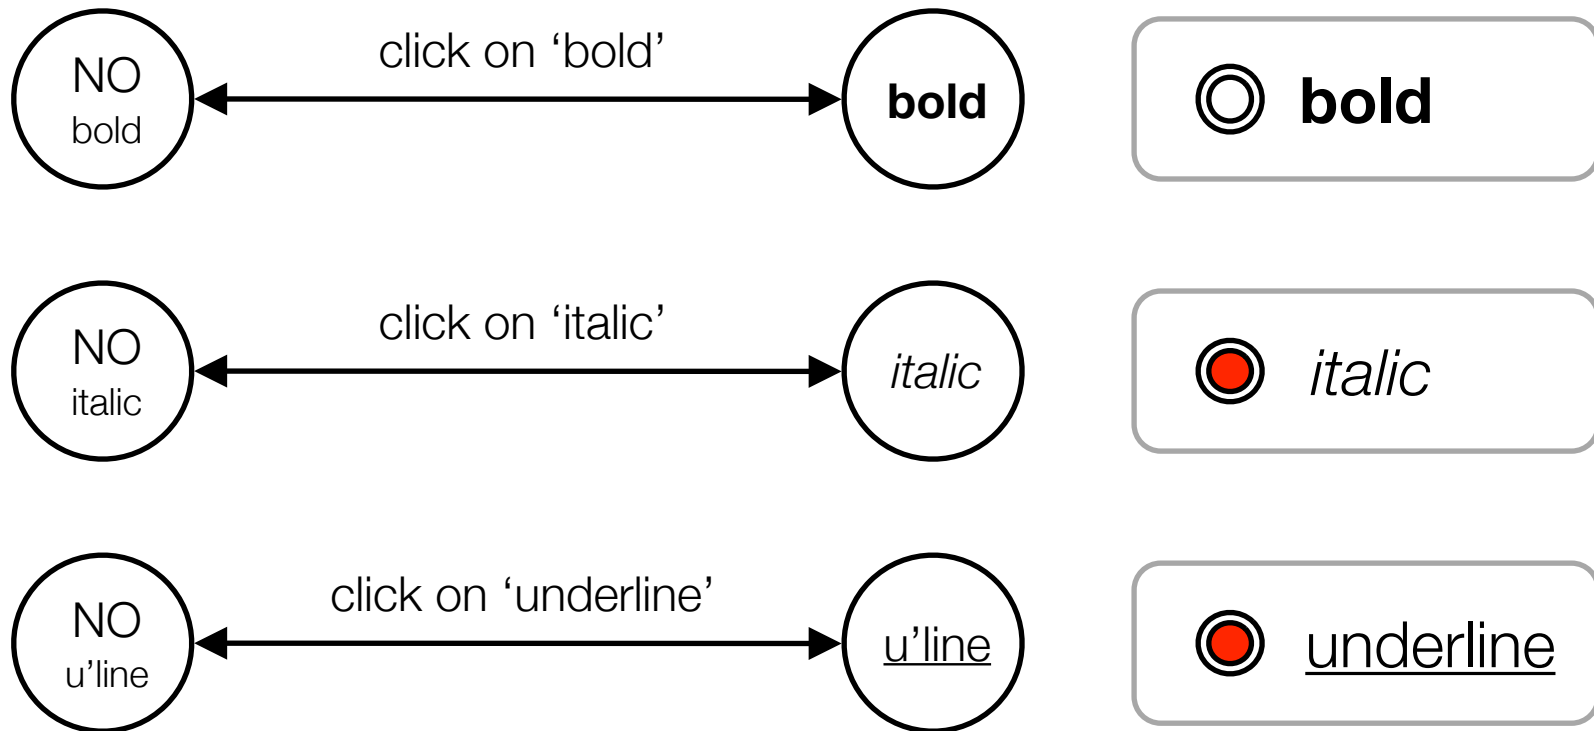 NO
bold
click on ‘bold’
bold
bold
NO
italic
click on ‘italic’
italic
italic
NO
u’line
click on ‘underline’
u’line
underline